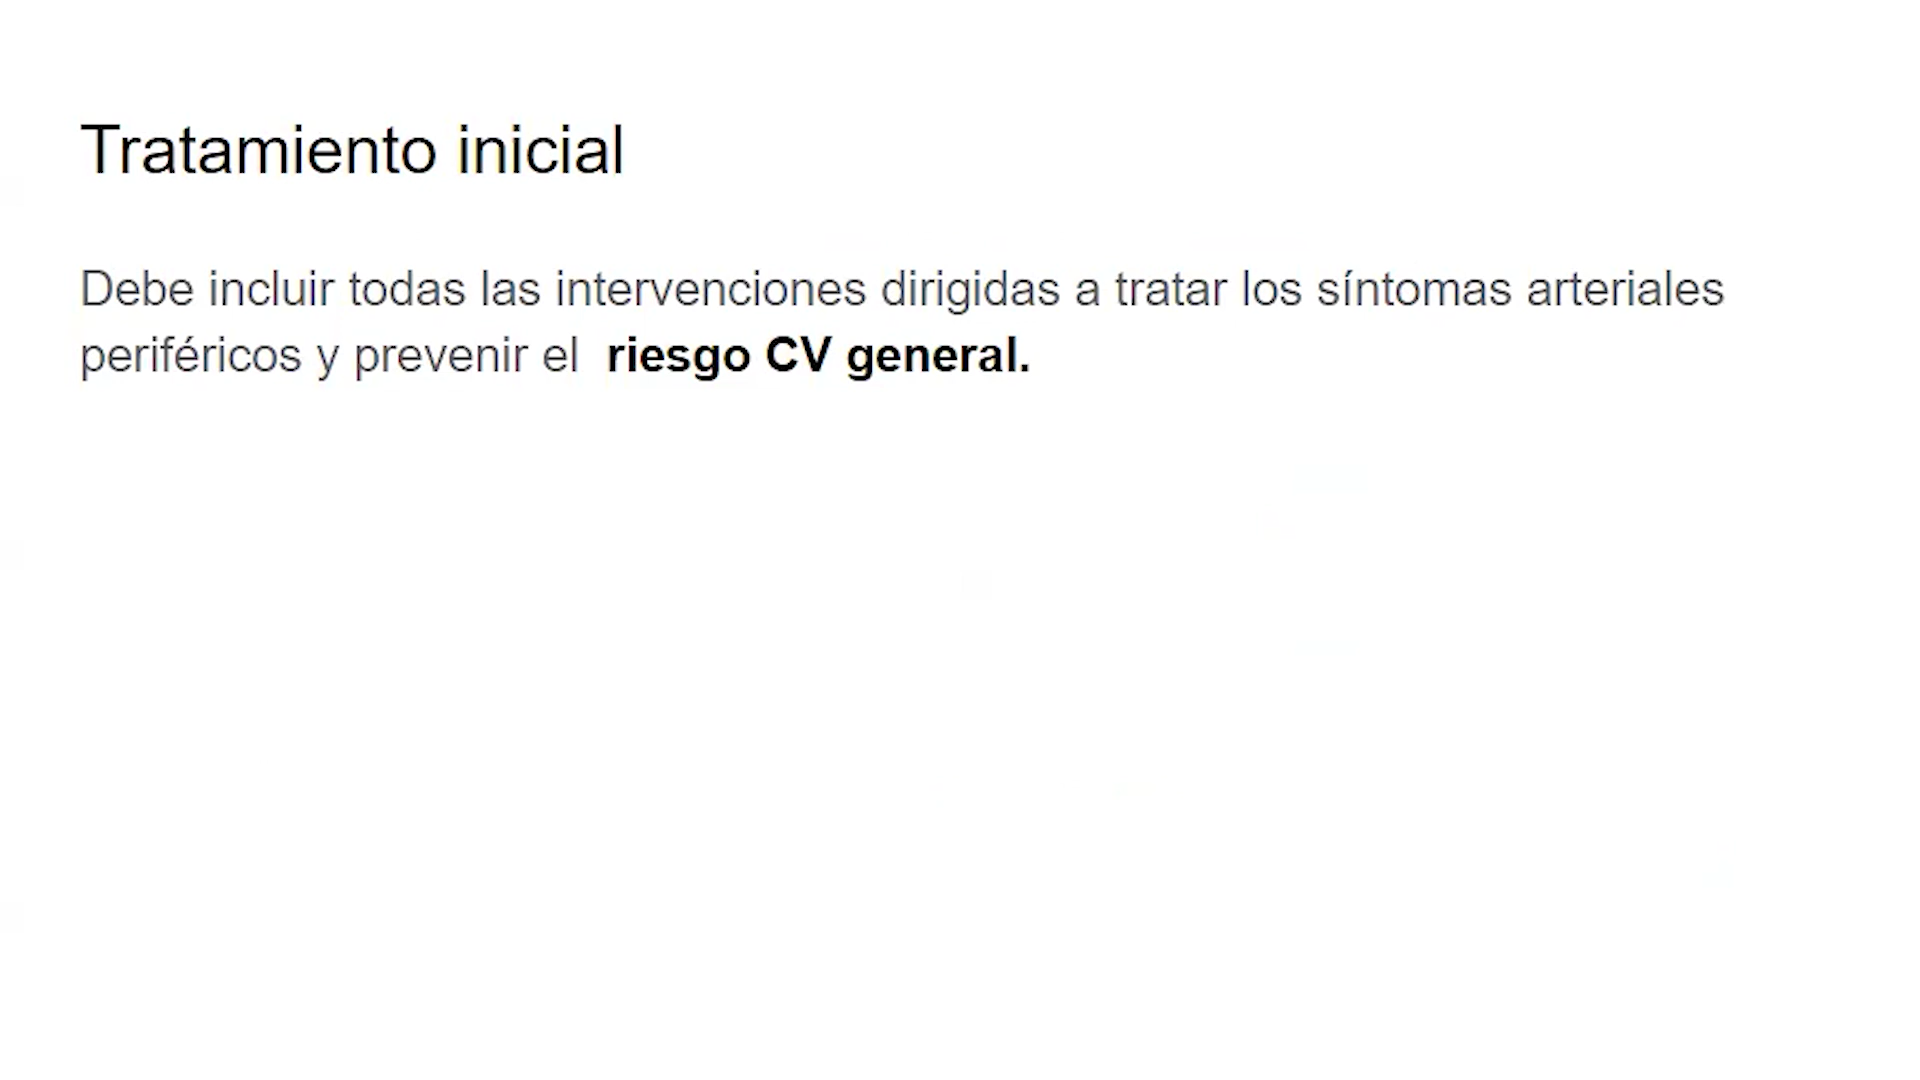 Tratamiento inicial
Debe incluir todas las intervenciones dirigidas a tratar los síntomas arteriales
periféricos y prevenir el  riesgo CV general.